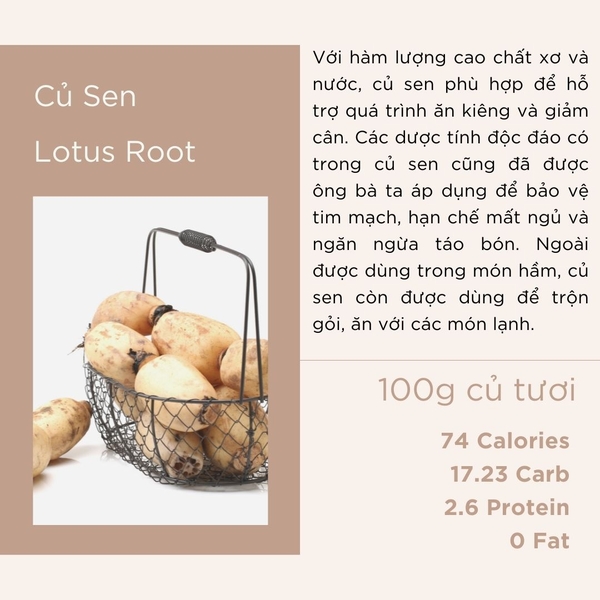 Củ Sen
Lotus Root
Với hàm lượng cao chất xơ và
nước, củ sen phù hợp để hỗ
trợ quá trình ăn kiêng và giảm
cân. Các dược tính độc đáo có
trong củ sen cũng đã được
ông bà ta áp dụng để bảo vệ
tim mạch, hạn chế mất ngủ và
ngăn ngừa táo bón. Ngoài
được dùng trong món hầm, củ
sen còn được dùng để trộn
gỏi, ăn với các món lạnh.
100g củ tươi
74 Calories
17.23 Carb
2.6 Protein
0 Fat